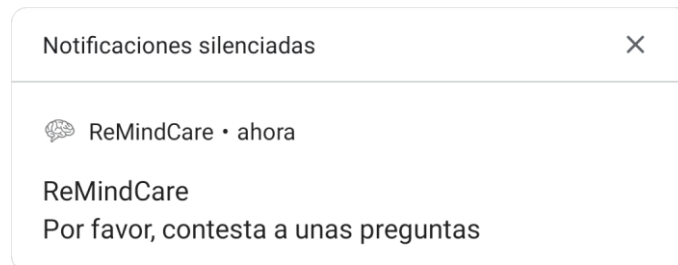 Notificaciones silenciadas
ReMindCare • ahora
ReMindCare
Por favor, contesta a unas preguntas